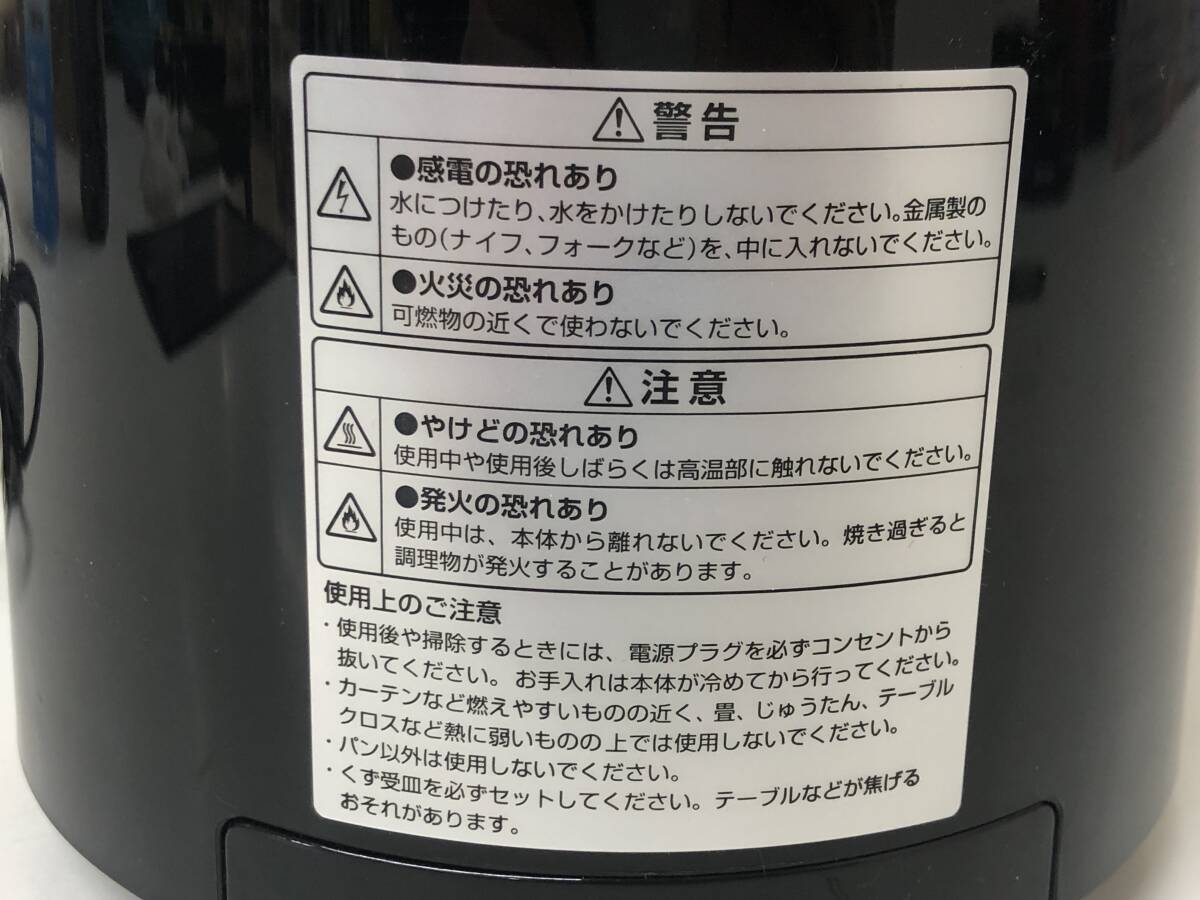 警告
●感電の恐れあり
水につけたり、水をかけたりしないでください。金属製の
もの(ナイフ、フォークなど)を、中に入れないでください。
●火災の恐れあり
可燃物の近くで使わないでください。
注意
●やけどの恐れあり
使用中や使用後しばらくは高温部に触れないでください。
●発火の恐れあり
使用中は、本体から離れないでください。焼き過ぎると
調理物が発火することがあります。
使用上のご注意
・使用後や掃除するときには、電源プラグを必ずコンセントから
抜いてください。お手入れは本体が冷めてから行ってください。
・カーテンなど燃えやすいものの近く、畳、じゅうたん、テーブル
クロスなど熱に弱いものの上では使用しないでください。
・パン以外は使用しないでください。
・くず受皿を必ずセットしてください。テーブルなどが焦げる
おそれがあります。